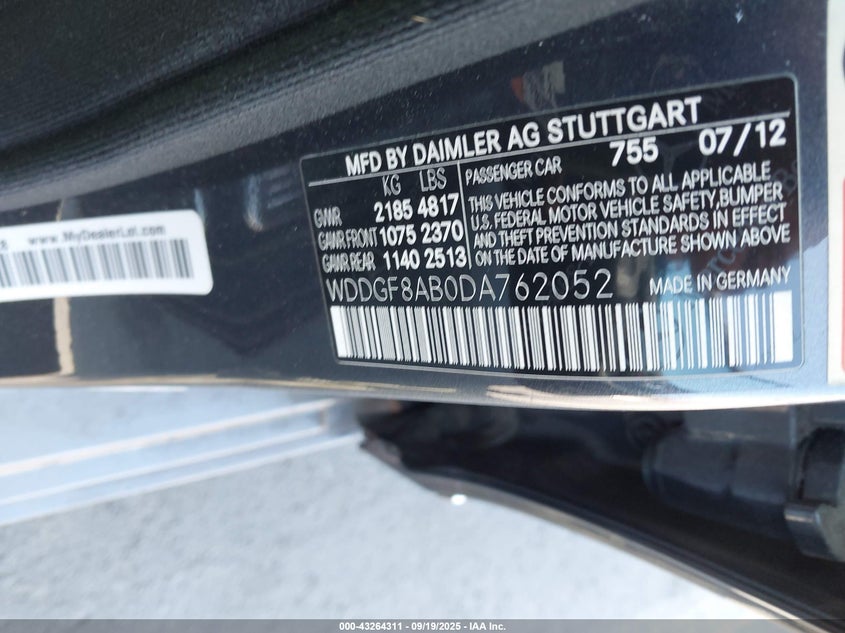 MFD BY DAIMLER AG STUTTGART
KG LBS
PASSENGER CAR 755 07/12
GWR 2185 4817
GAWR FRONT 1075 2370
GAWR REAR 1140 2513
THIS VEHICLE CONFORMS TO ALL APPLICABLE
U.S. FEDERAL MOTOR VEHICLE SAFETY, BUMPER
AND THEFT PREVENTION STANDARDS IN EFFECT
ON THE DATE OF MANUFACTURE SHOWN ABOVE
WDDGF8AB0DA762052 MADE IN GERMANY
www.MyDealerLot.com
000-43264311 - 09/19/2025 - IAA Inc.